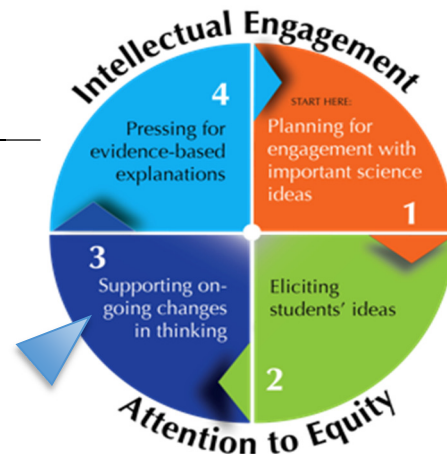 Intellectual Engagement
START HERE:
Planning for
engagement with
important science
ideas
1
Eliciting
students' ideas
2
3
Supporting on-
going changes
in thinking
4
Pressing for
evidence-based
explanations
Attention to Equity